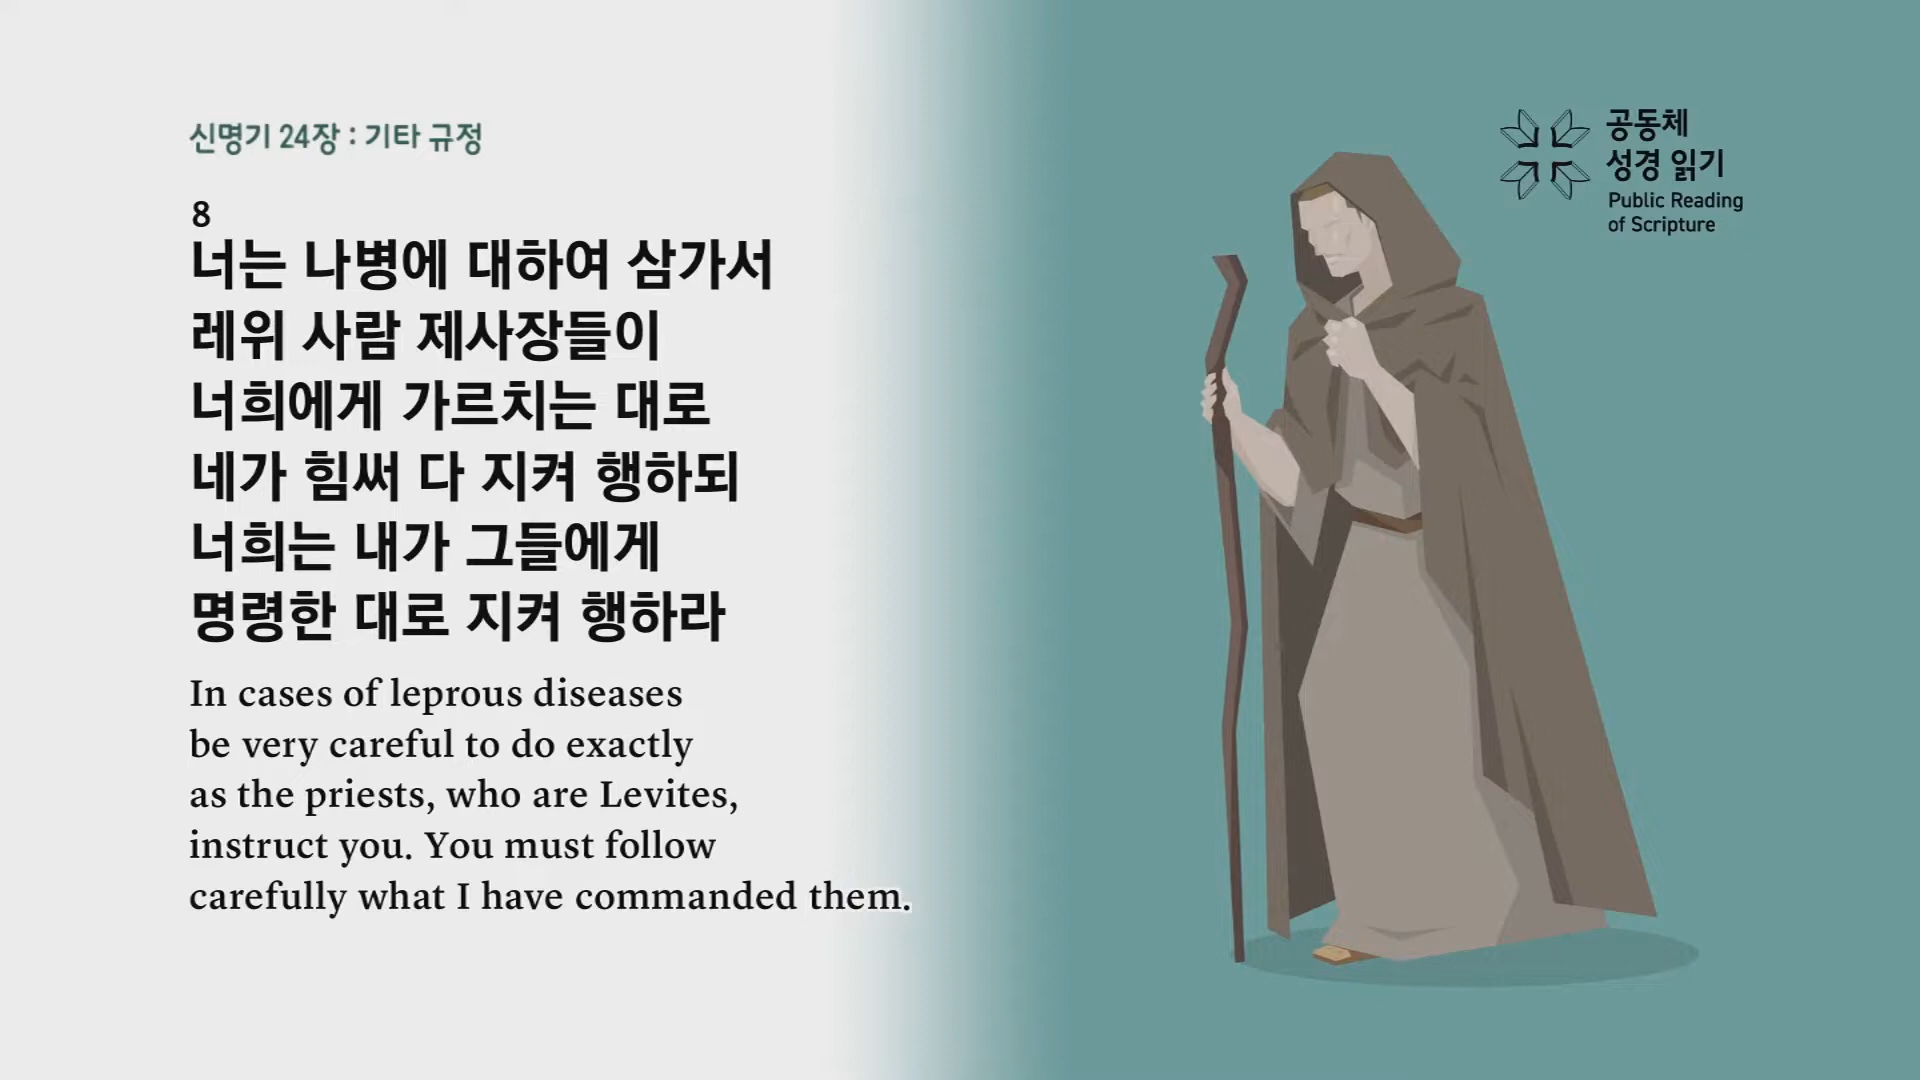 신명기 24장 : 기타 규정
8
너는 나병에 대하여 삼가서
레위 사람 제사장들이
너희에게 가르치는 대로
네가 힘써 다 지켜 행하되
너희는 내가 그들에게
명령한 대로 지켜 행하라
In cases of leprous diseases
be very careful to do exactly
as the priests, who are Levites,
instruct you. You must follow
carefully what I have commanded them.
공동체
성경 읽기
Public Reading
of Scripture